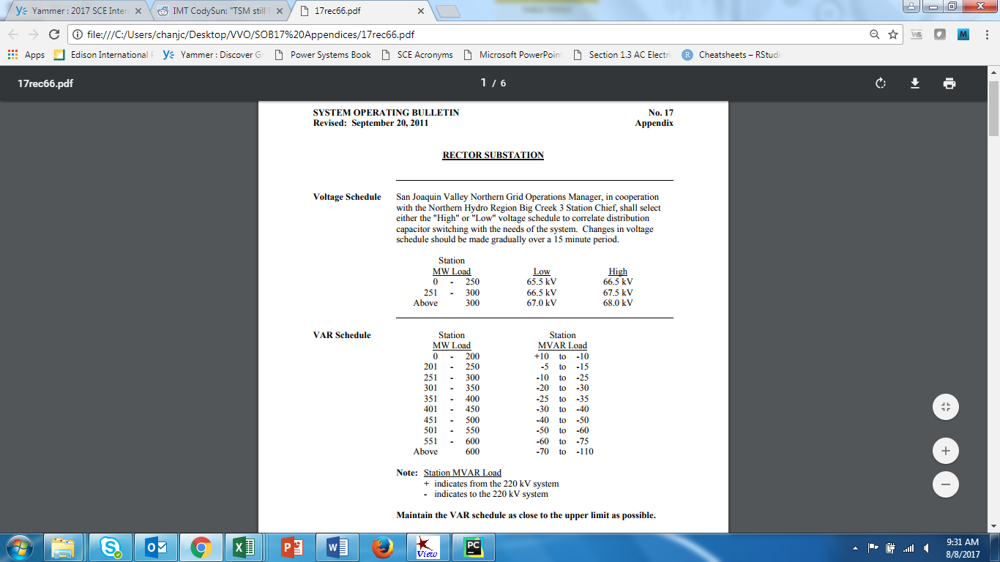 Yammer : 2017 SCE Inter
IMT CodySun: "TSM still
17rec66.pdf
file:///C:/Users/chanjc/Desktop/VVO/SOB17%20Appendices/17rec66.pdf
Apps Edison International Yammer : Discover G Power Systems Book SCE Acronyms Microsoft PowerPoint Section 1.3 AC Electri Cheatsheets – RStudi
17rec66.pdf 1 / 6
SYSTEM OPERATING BULLETIN No. 17
Revised: September 20, 2011 Appendix
RECTOR SUBSTATION
Voltage Schedule San Joaquin Valley Northern Grid Operations Manager, in cooperation
with the Northern Hydro Region Big Creek 3 Station Chief, shall select
either the "High" or "Low" voltage schedule to correlate distribution
capacitor switching with the needs of the system. Changes in voltage
schedule should be made gradually over a 15 minute period.
Station
MW Load Low High
0 - 250 65.5 kV 66.5 kV
251 - 300 66.5 kV 67.5 kV
Above 300 67.0 kV 68.0 kV
VAR Schedule Station Station
MW Load MVAR Load
0 - 200 +10 to -10
201 - 250 -5 to -15
251 - 300 -10 to -25
301 - 350 -20 to -30
351 - 400 -25 to -35
401 - 450 -30 to -40
451 - 500 -40 to -50
501 - 550 -50 to -60
551 - 600 -60 to -75
Above 600 -70 to -110
Note: Station MVAR Load
+ indicates from the 220 kV system
- indicates to the 220 kV system
Maintain the VAR schedule as close to the upper limit as possible.
View
PC
9:31 AM
8/8/2017